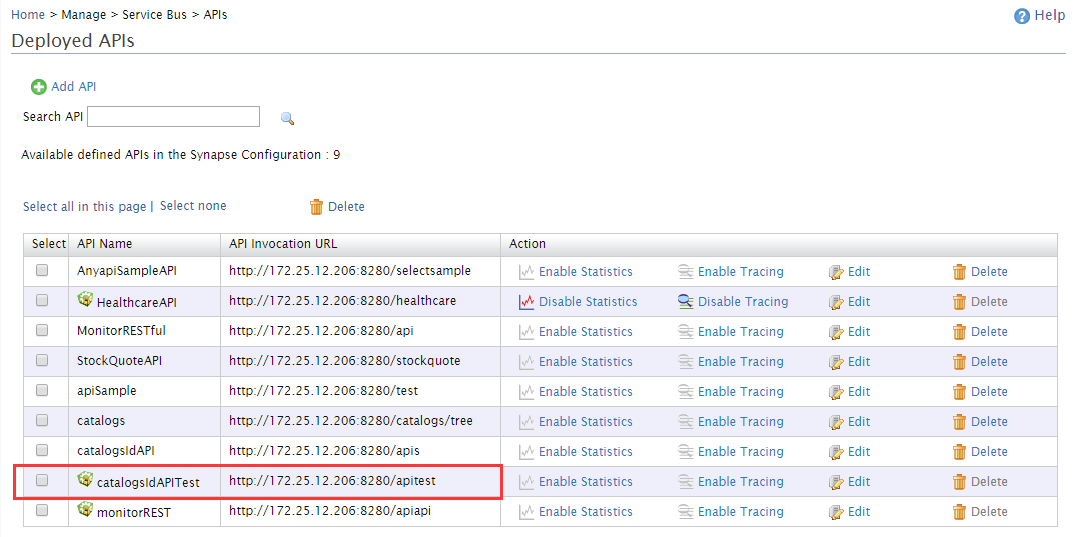 Home > Manage > Service Bus > APIs
Help
Deployed APIs
Add API
Search API
Available defined APIs in the Synapse Configuration : 9
Select all in this page | Select none Delete
Select API Name API Invocation URL Action
AnyapiSampleAPI http://172.25.12.206:8280/selectsample Enable Statistics Enable Tracing Edit Delete
HealthcareAPI http://172.25.12.206:8280/healthcare Disable Statistics Disable Tracing Edit Delete
MonitorRESTful http://172.25.12.206:8280/api Enable Statistics Enable Tracing Edit Delete
StockQuoteAPI http://172.25.12.206:8280/stockquote Enable Statistics Enable Tracing Edit Delete
apiSample http://172.25.12.206:8280/test Enable Statistics Enable Tracing Edit Delete
catalogs http://172.25.12.206:8280/catalogs/tree Enable Statistics Enable Tracing Edit Delete
catalogsIdAPI http://172.25.12.206:8280/apis Enable Statistics Enable Tracing Edit Delete
catalogsIdAPITest http://172.25.12.206:8280/apitest Enable Statistics Enable Tracing Edit Delete
monitorREST http://172.25.12.206:8280/apiapi Enable Statistics Enable Tracing Edit Delete